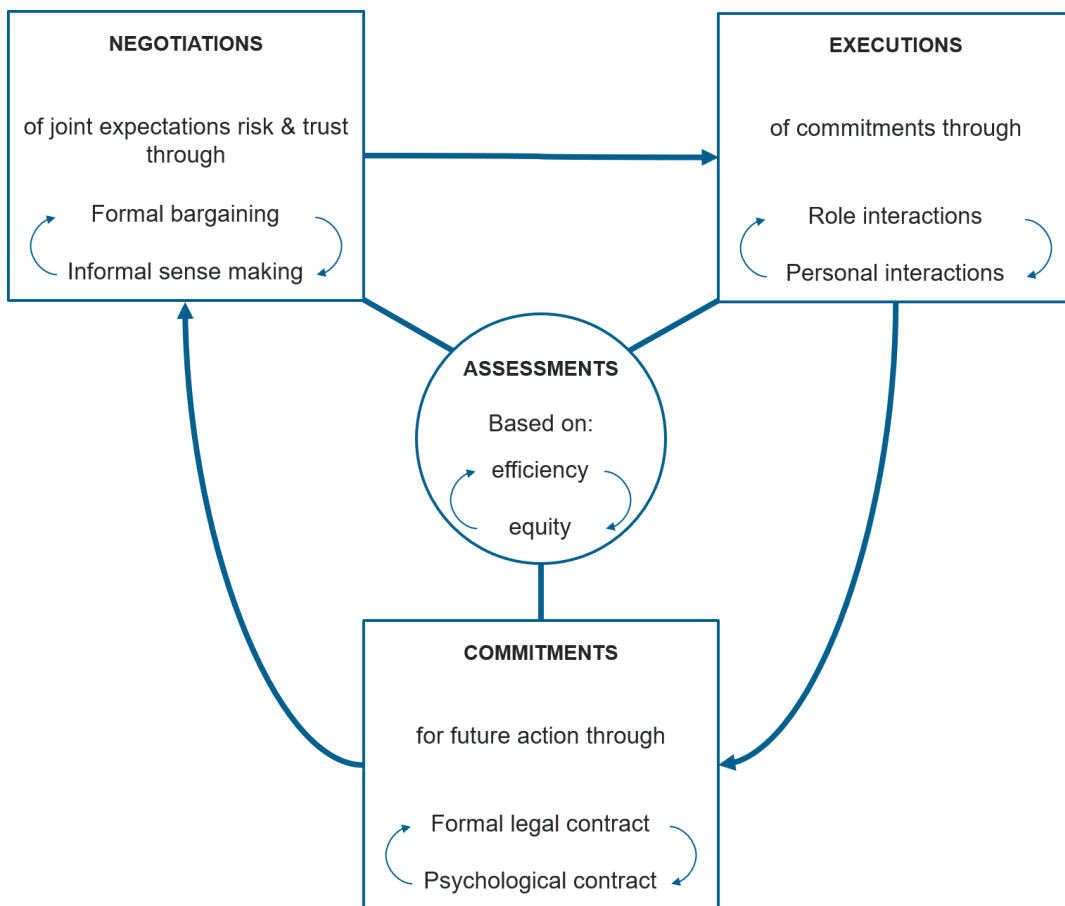 NEGOTIATIONS
of joint expectations risk & trust
through
Formal bargaining
Informal sense making
EXECUTIONS
of commitments through
Role interactions
Personal interactions
ASSESSMENTS
Based on:
efficiency
equity
COMMITMENTS
for future action through
Formal legal contract
Psychological contract